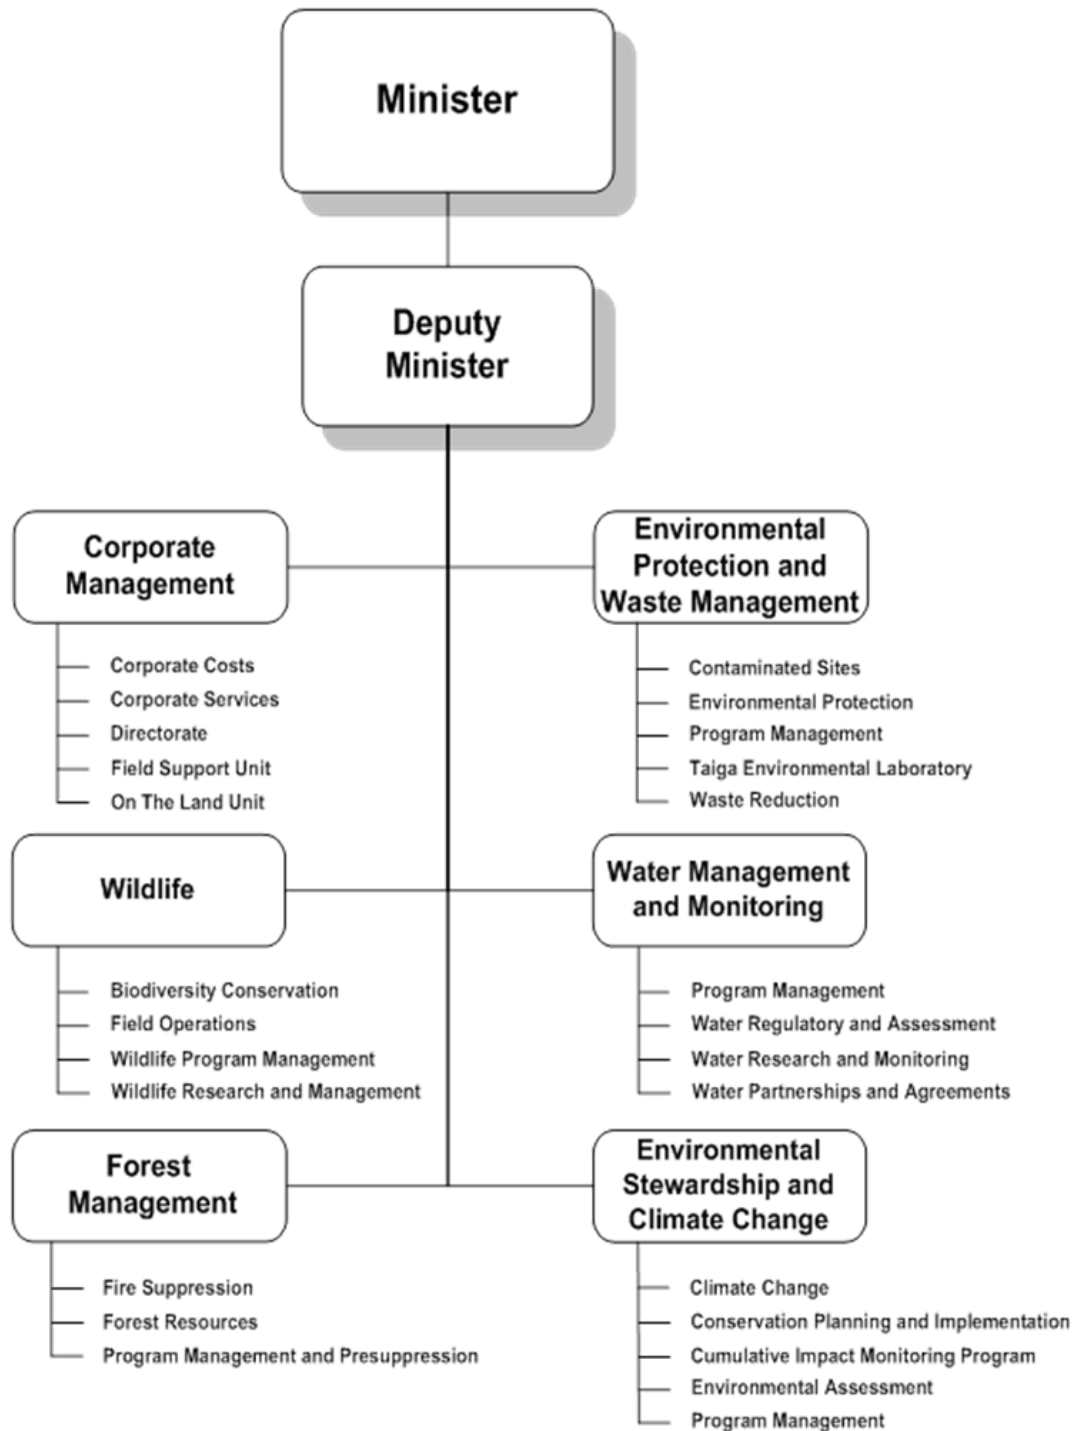 Minister
Deputy
Minister
Corporate
Management
Corporate Costs
Corporate Services
Directorate
Field Support Unit
On The Land Unit
Environmental
Protection and
Waste Management
Contaminated Sites
Environmental Protection
Program Management
Taiga Environmental Laboratory
Waste Reduction
Wildlife
Biodiversity Conservation
Field Operations
Wildlife Program Management
Wildlife Research and Management
Water Management
and Monitoring
Program Management
Water Regulatory and Assessment
Water Research and Monitoring
Water Partnerships and Agreements
Forest
Management
Fire Suppression
Forest Resources
Program Management and Presuppression
Environmental
Stewardship and
Climate Change
Climate Change
Conservation Planning and Implementation
Cumulative Impact Monitoring Program
Environmental Assessment
Program Management